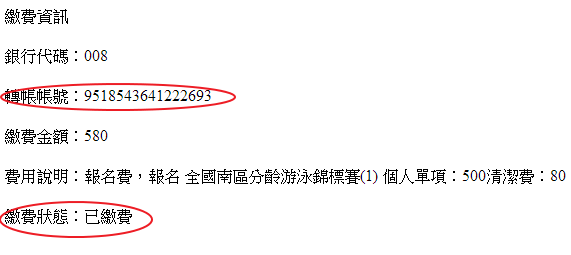 繳費資訊
銀行代碼：008
轉帳帳號：9518543641222693
繳費金額：580
費用說明：報名費，報名 全國南區分齡游泳錦標賽(1) 個人單項：500清潔費：80
繳費狀態：已繳費